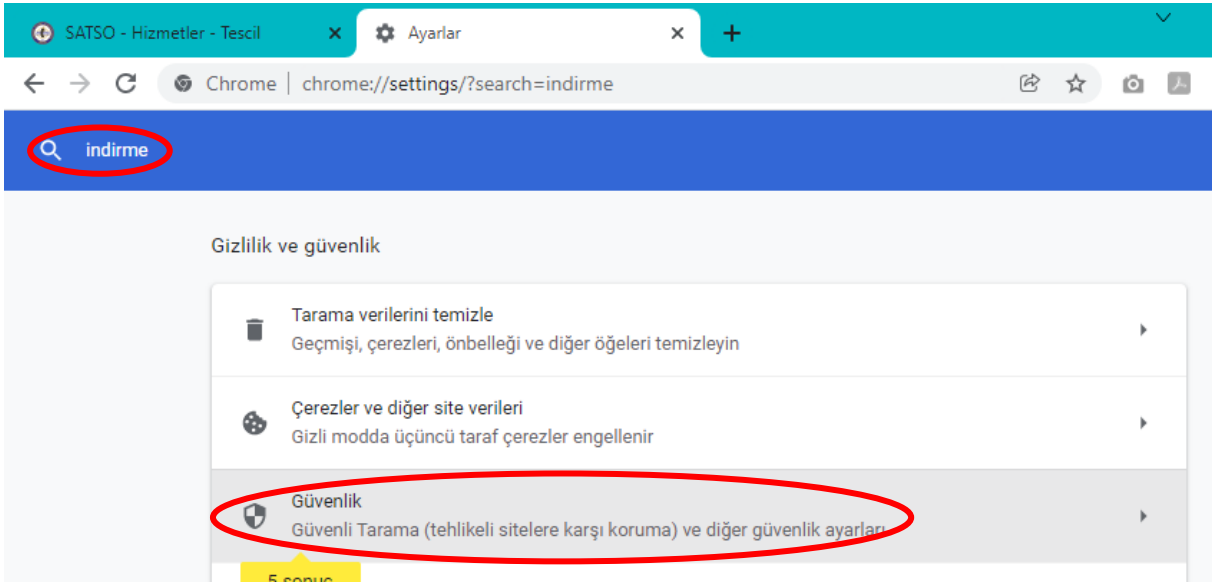 SATSO - Hizmetler - Tescil
Ayarlar
Chrome | chrome://settings/?search=indirme
indirme
Gizlilik ve güvenlik
Tarama verilerini temizle
Geçmişi, çerezleri, önbelleği ve diğer öğeleri temizleyin
Çerezler ve diğer site verileri
Gizli modda üçüncü taraf çerezler engellenir
Güvenlik
Güvenli Tarama (tehlikeli sitelere karşı koruma) ve diğer güvenlik ayarları
5 sonuç